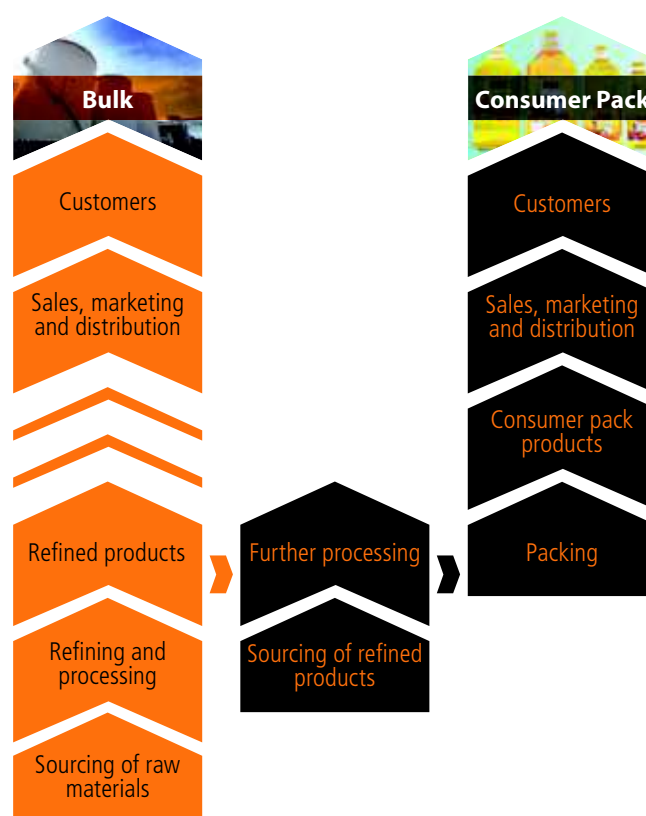 Bulk
Customers
Sales, marketing
and distribution
Refined products
Refining and
processing
Sourcing of raw
materials
Further processing
Sourcing of refined
products
Consumer Pack
Customers
Sales, marketing
and distribution
Consumer pack
products
Packing